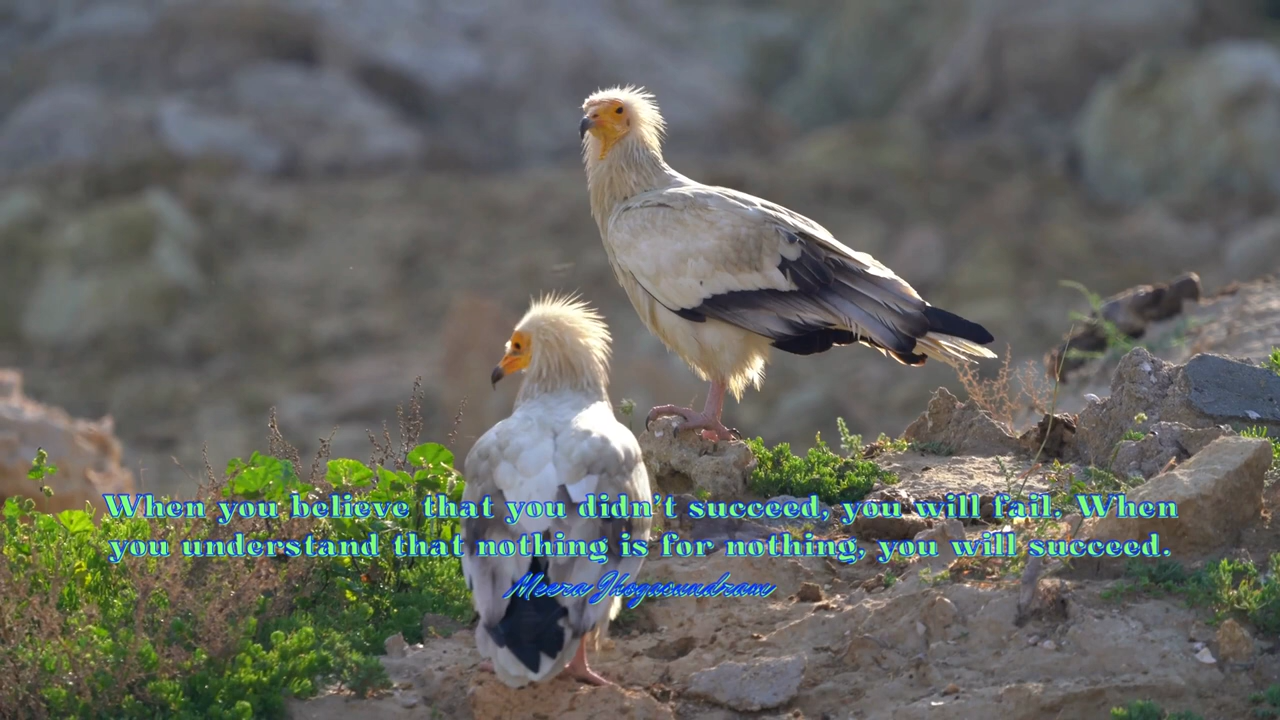 When you believe that you didn't succeed, you will fail. When
you understand that nothing is for nothing, you will succeed.
Meera